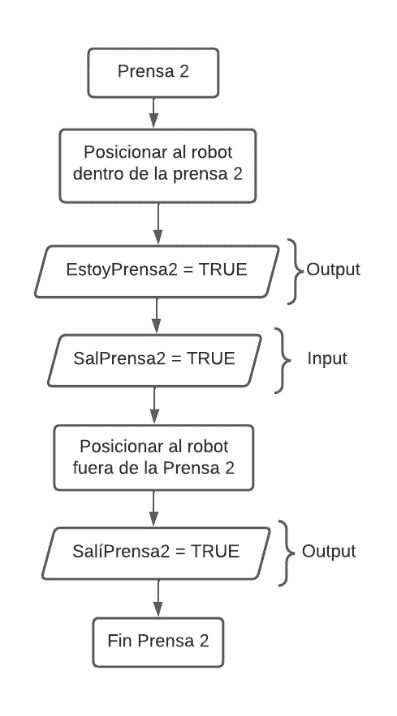 Prensa 2
Posicionar al robot
dentro de la prensa 2
EstoyPrensa2 = TRUE
Output
SalPrensa2 = TRUE
Input
Posicionar al robot
fuera de la Prensa 2
SalíPrensa2 = TRUE
Output
Fin Prensa 2